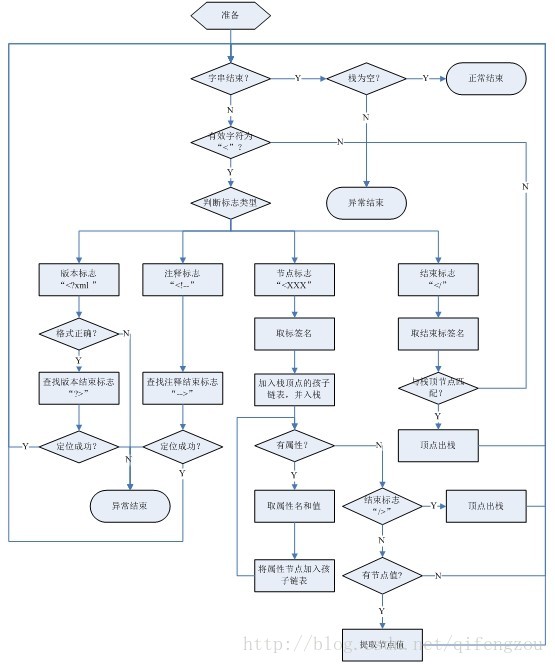 准备
字串结束?
Y
栈为空?
Y
正常结束
N
N
有效字符为
“<”?
N
Y
N
判断标志类型
异常结束
版本标志
“<?xml ”
注释标志
“<!--”
节点标志
“<XXX”
结束标志
“</”
格式正确?
N
取标签名
取结束标签名
Y
查找版本结束标志
“?>”
查找注释结束标志
“-->”
加入栈顶点的孩子
链表，并入栈
与栈顶节点匹
配?
Y
Y
定位成功?
定位成功?
有属性?
N
顶点出栈
N
Y
Y
异常结束
取属性名和值
结束标志
“/>”
Y
顶点出栈
N
将属性节点加入孩
子链表
有节点值?
N
Y
提取节点值
http://blog.csdn.net/qifengzou